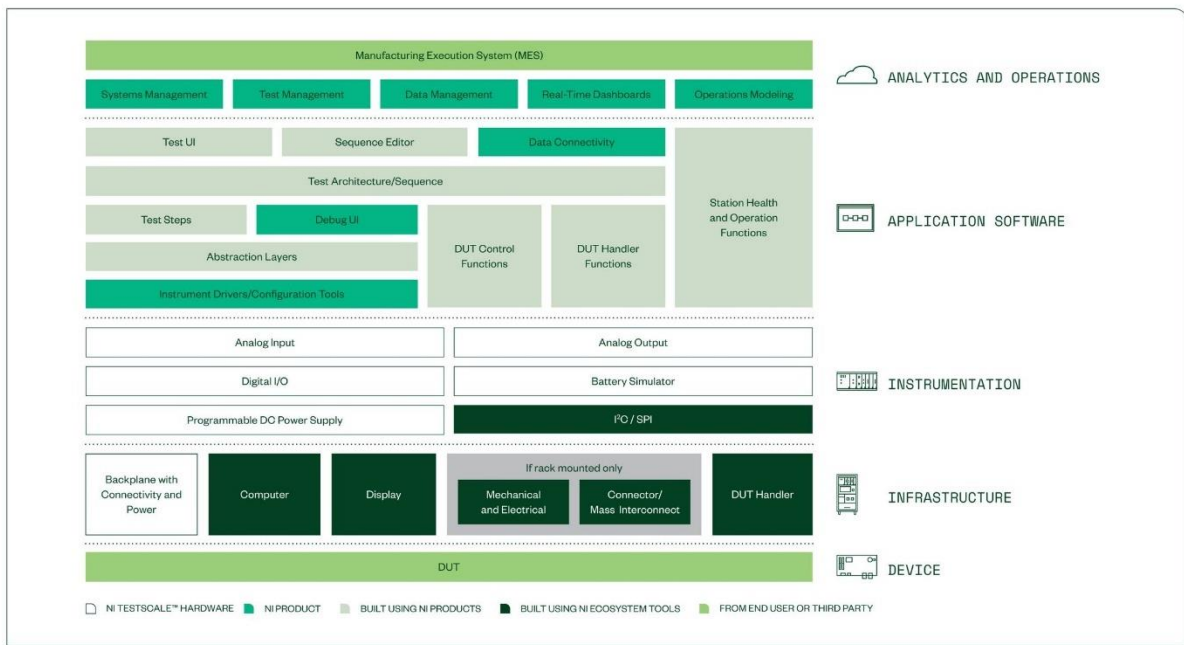 Manufacturing Execution System (MES)
Systems Management
Test Management
Data Management
Real-Time Dashboards
Operations Modeling
ANALYTICS AND OPERATIONS
Test UI
Sequence Editor
Data Connectivity
Test Architecture/Sequence
Station Health
and Operation
Functions
Test Steps
Debug UI
DUT Control
Functions
DUT Handler
Functions
Abstraction Layers
Instrument Drivers/Configuration Tools
APPLICATION SOFTWARE
Analog Input
Analog Output
Digital I/O
Battery Simulator
Programmable DC Power Supply
I²C / SPI
INSTRUMENTATION
Backplane with
Connectivity and
Power
Computer
Display
If rack mounted only
Mechanical
and Electrical
Connector/
Mass Interconnect
DUT Handler
INFRASTRUCTURE
DUT
DEVICE
NI TESTSCALE™ HARDWARE
NI PRODUCT
BUILT USING NI PRODUCTS
BUILT USING NI ECOSYSTEM TOOLS
FROM END USER OR THIRD PARTY